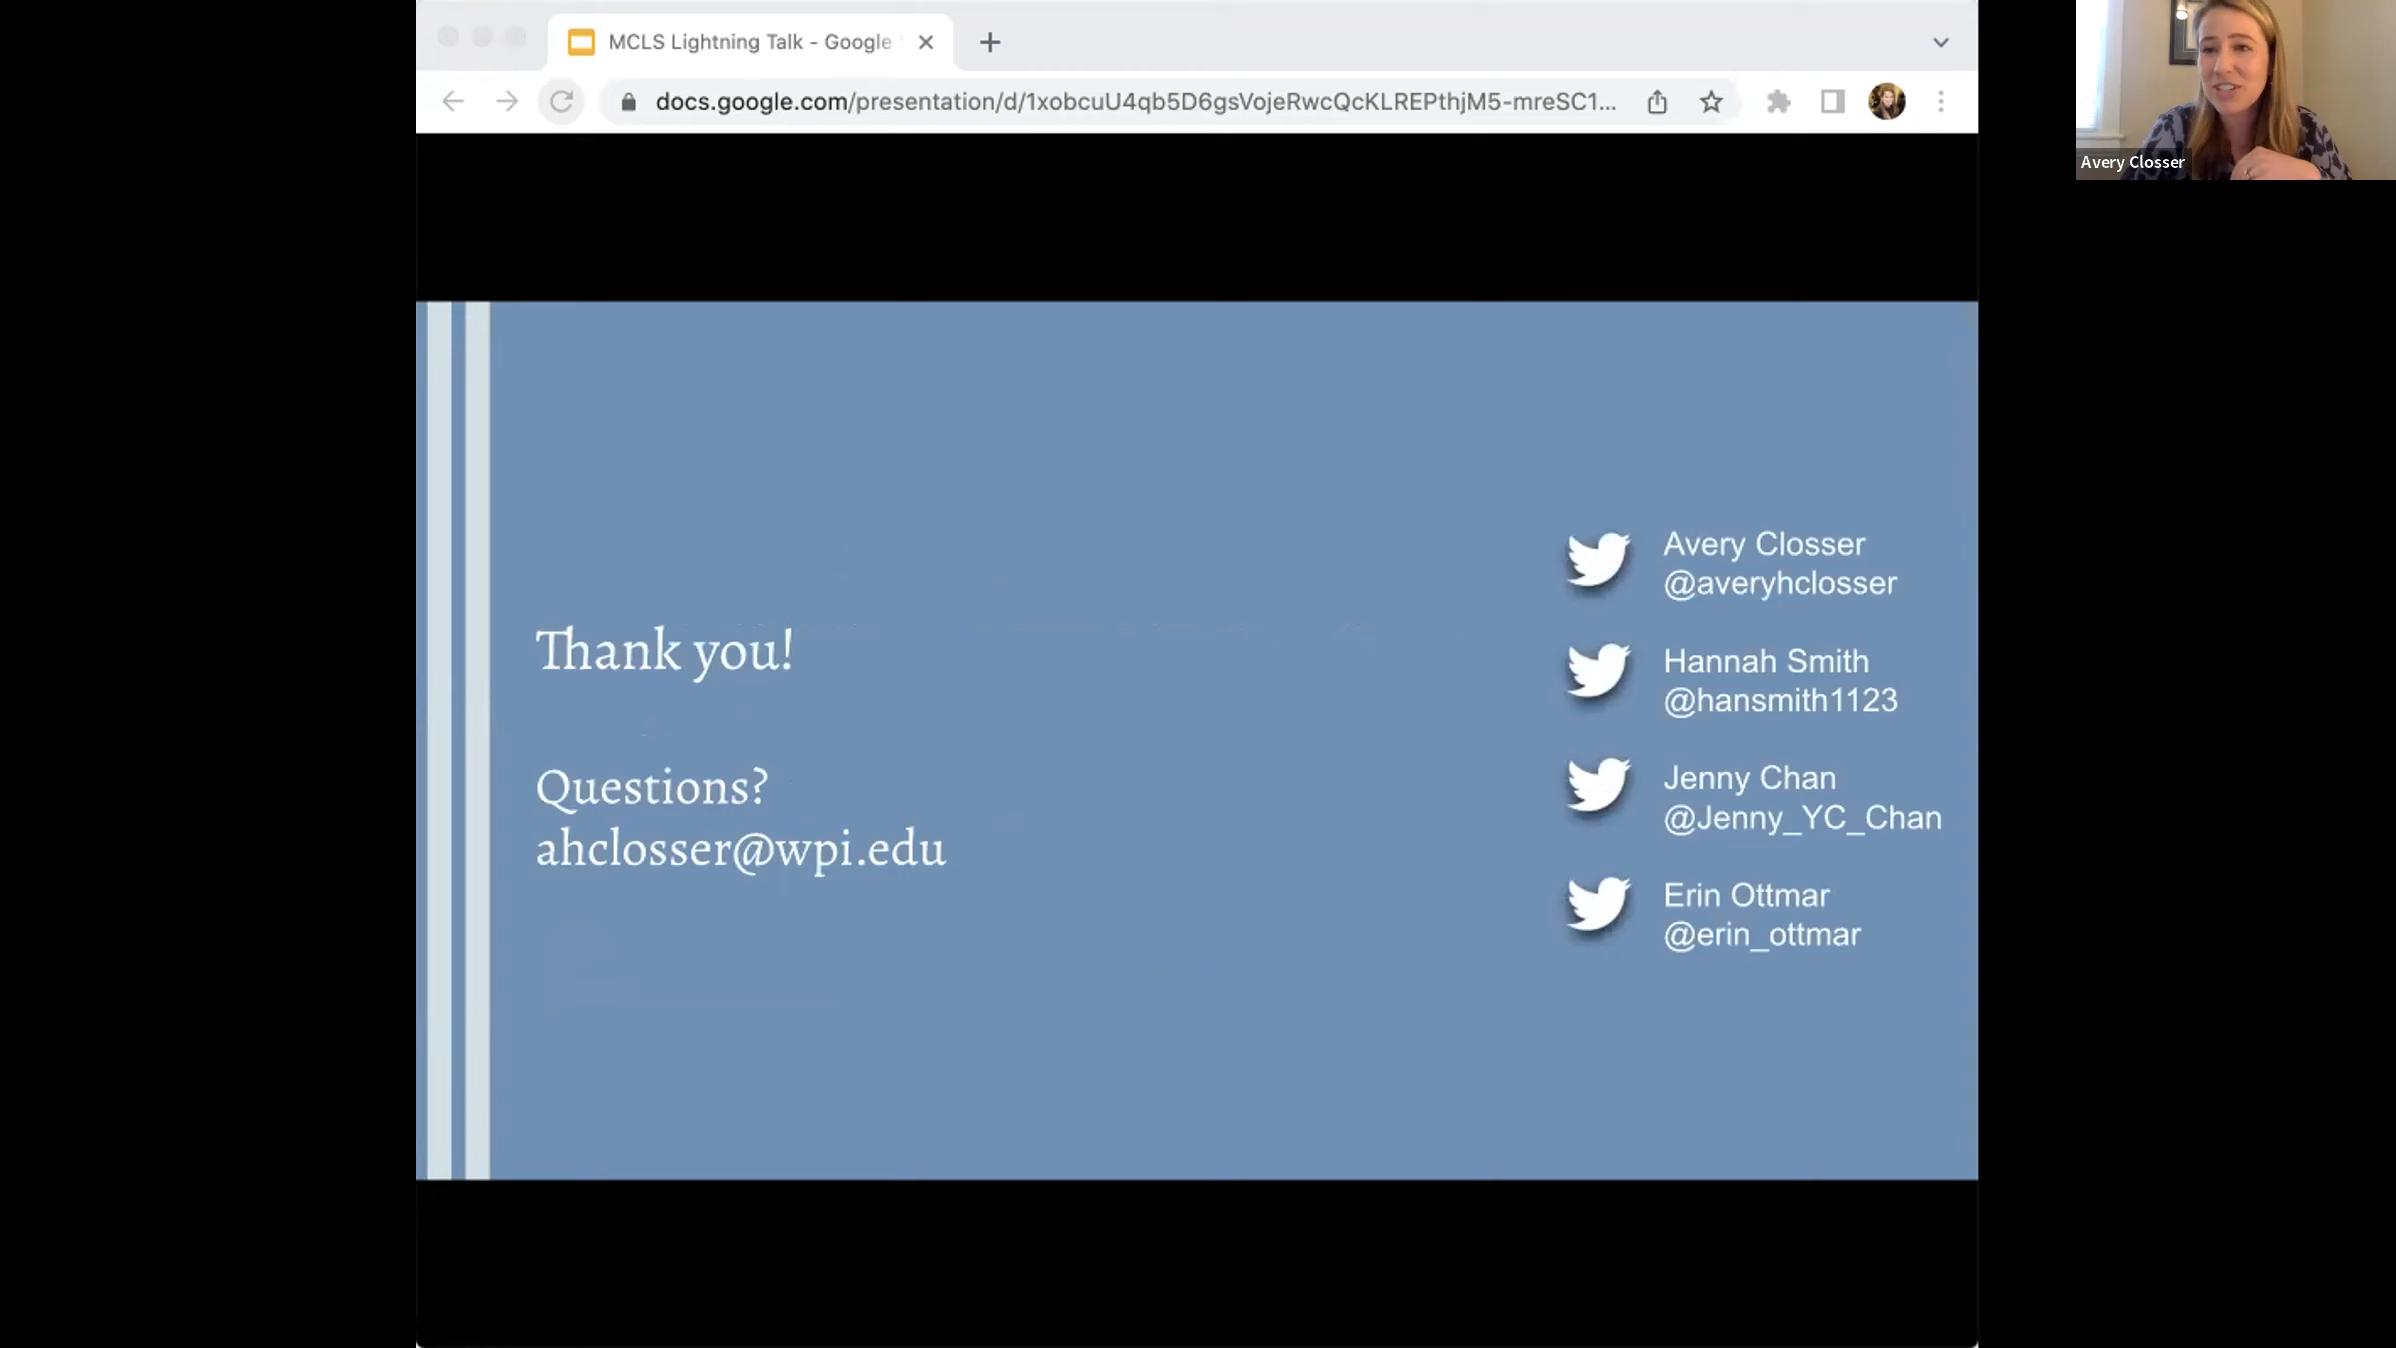 MCLS Lightning Talk - Google
docs.google.com/presentation/d/1xobcuU4qb5D6gsVojeRwcQcKLREPthjM5-mreSC1...
Avery Closser
Thank you!
Questions?
ahclosser@wpi.edu
Avery Closser
@averyhclosser
Hannah Smith
@hansmith1123
Jenny Chan
@Jenny_YC_Chan
Erin Ottmar
@erin_ottmar